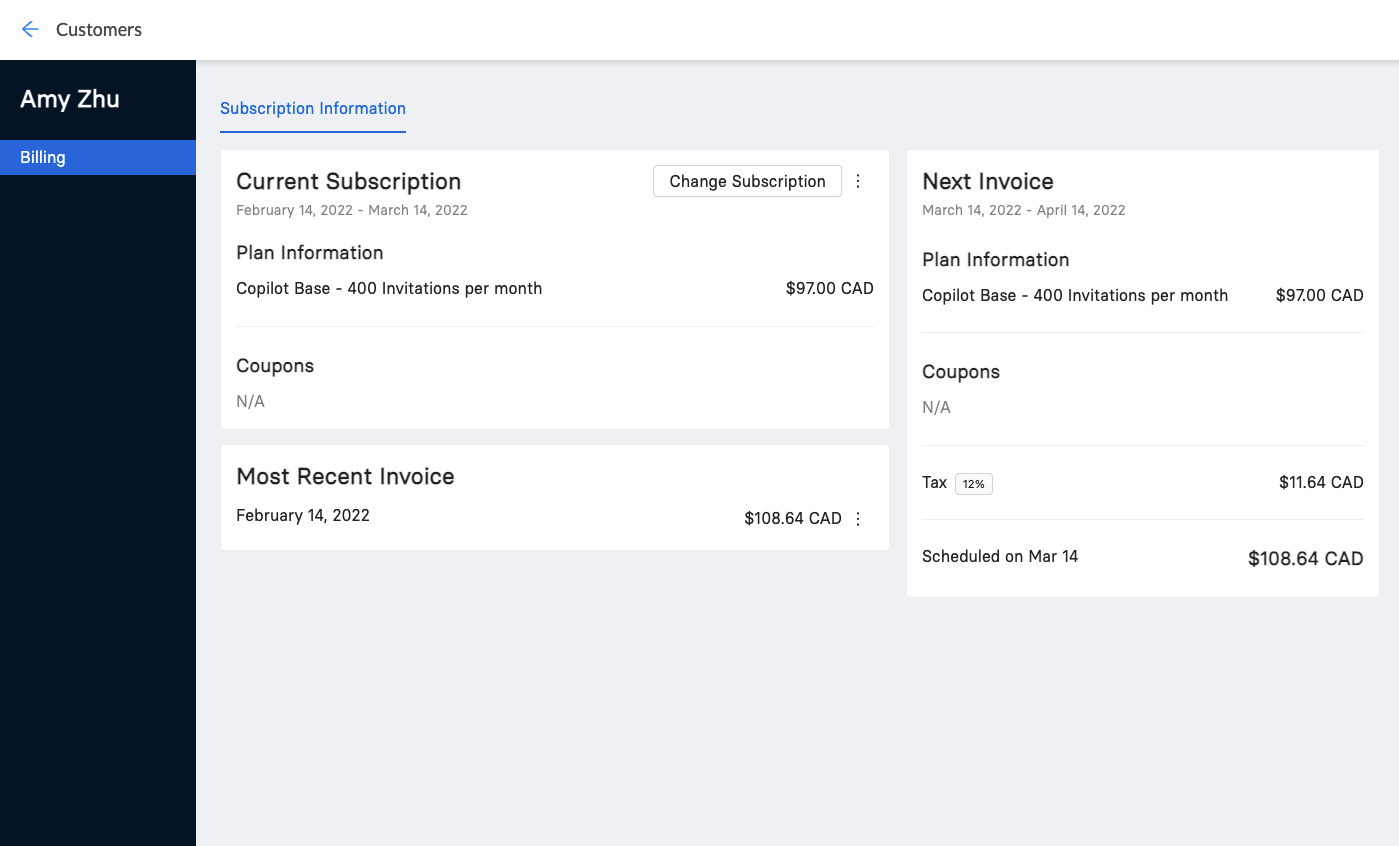 Customers
Amy Zhu
Billing
Subscription Information
Current Subscription
Change Subscription
February 14, 2022 - March 14, 2022
Plan Information
Copilot Base - 400 Invitations per month $97.00 CAD
Coupons
N/A
Most Recent Invoice
February 14, 2022 $108.64 CAD
Next Invoice
March 14, 2022 - April 14, 2022
Plan Information
Copilot Base - 400 Invitations per month $97.00 CAD
Coupons
N/A
Tax 12% $11.64 CAD
Scheduled on Mar 14 $108.64 CAD